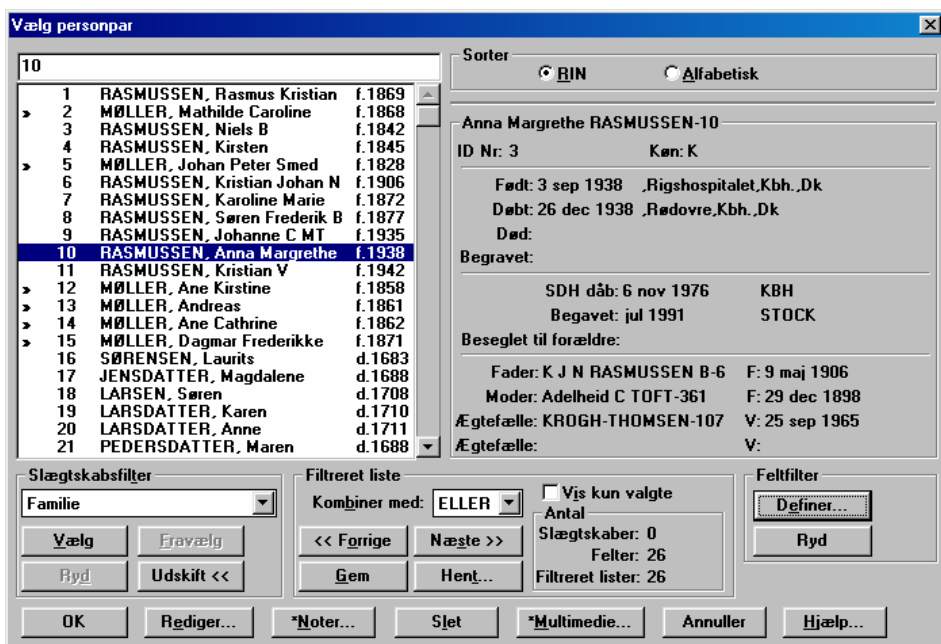 Vælg personpar
10
1 RASMUSSEN, Rasmus Kristian f.1869
» 2 MØLLER, Mathilde Caroline f.1868
3 RASMUSSEN, Niels B f.1842
4 RASMUSSEN, Kirsten f.1845
» 5 MØLLER, Johan Peter Smed f.1828
6 RASMUSSEN, Kristian Johan N f.1906
7 RASMUSSEN, Karoline Marie f.1872
8 RASMUSSEN, Søren Frederik B f.1877
9 RASMUSSEN, Johanne C MT f.1935
10 RASMUSSEN, Anna Margrethe f.1938
11 RASMUSSEN, Kristian V f.1942
» 12 MØLLER, Ane Kirstine f.1858
» 13 MØLLER, Andreas f.1861
» 14 MØLLER, Ane Cathrine f.1862
» 15 MØLLER, Dagmar Frederikke f.1871
16 SØRENSEN, Laurits d.1683
17 JENSDATTER, Magdalene d.1688
18 LARSEN, Søren d.1708
19 LARSDATTER, Karen d.1710
20 LARSDATTER, Anne d.1711
21 PEDERSDATTER, Maren d.1688
Sorter
RIN Alfabetisk
Anna Margrethe RASMUSSEN-10
ID Nr: 3 Køn: K
Født: 3 sep 1938 ,Rigshospitalet,Kbh.,Dk
Døbt: 26 dec 1938 ,Rødovre,Kbh.,Dk
Død:
Begravet:
SDH dåb: 6 nov 1976 KBH
Begavet: jul 1991 STOCK
Beseglet til forældre:
Fader: K J N RASMUSSEN B-6 F: 9 maj 1906
Moder: Adelheid C TOFT-361 F: 29 dec 1898
Ægtefælle: KROGH-THOMSEN-107 V: 25 sep 1965
Ægtefælle: V:
Slægtskabsfilter
Familie
Vælg Fravælg
Ryd Udskift <<
Filtreret liste
Kombiner med: ELLER
<< Forrige Næste >>
Gem Hent...
Vis kun valgte
Antal
Slægtskaber: 0
Felter: 26
Filtreret lister: 26
Feltfilter
Definer...
Ryd
OK Rediger... *Noter... Slet *Multimedie... Annuller Hjælp...